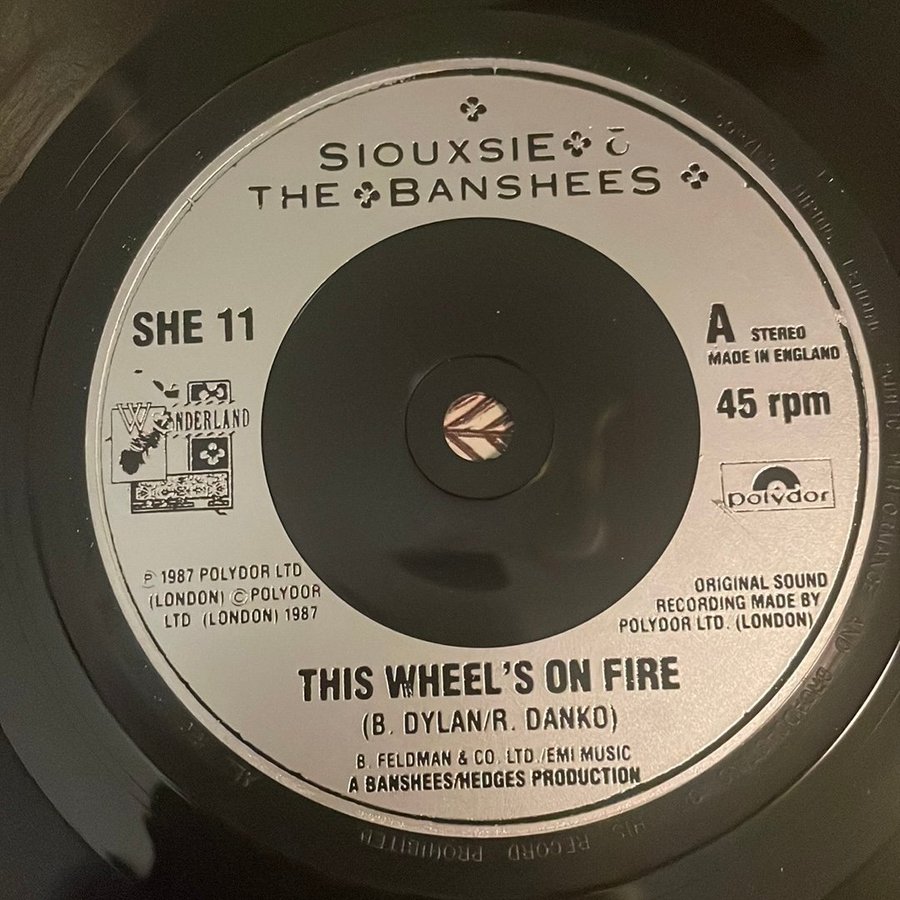 SIOUXSIE &
THE BANSHEES
SHE 11
WONDERLAND
A STEREO
MADE IN ENGLAND
45 rpm
polydor
℗ 1987 POLYDOR LTD
(LONDON) © POLYDOR
LTD (LONDON) 1987
ORIGINAL SOUND
RECORDING MADE BY
POLYDOR LTD. (LONDON)
THIS WHEEL'S ON FIRE
(B. DYLAN/R. DANKO)
B. FELDMAN & CO. LTD./EMI MUSIC
A BANSHEES/HEDGES PRODUCTION
RECORD PROHIBITED